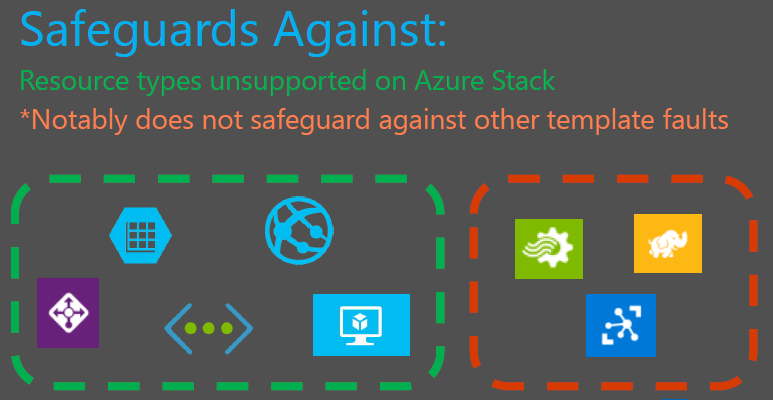 Safeguards Against:
Resource types unsupported on Azure Stack
*Notably does not safeguard against other template faults